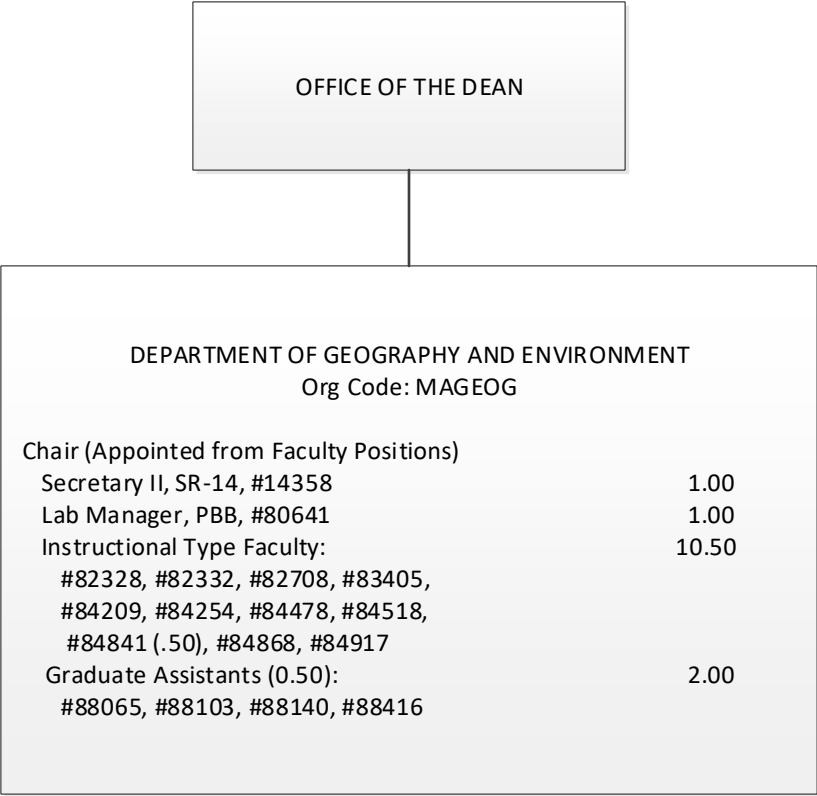 OFFICE OF THE DEAN
DEPARTMENT OF GEOGRAPHY AND ENVIRONMENT
Org Code: MAGEOG
Chair (Appointed from Faculty Positions)
Secretary II, SR-14, #14358 1.00
Lab Manager, PBB, #80641 1.00
Instructional Type Faculty: 10.50
#82328, #82332, #82708, #83405,
#84209, #84254, #84478, #84518,
#84841 (.50), #84868, #84917
Graduate Assistants (0.50): 2.00
#88065, #88103, #88140, #88416